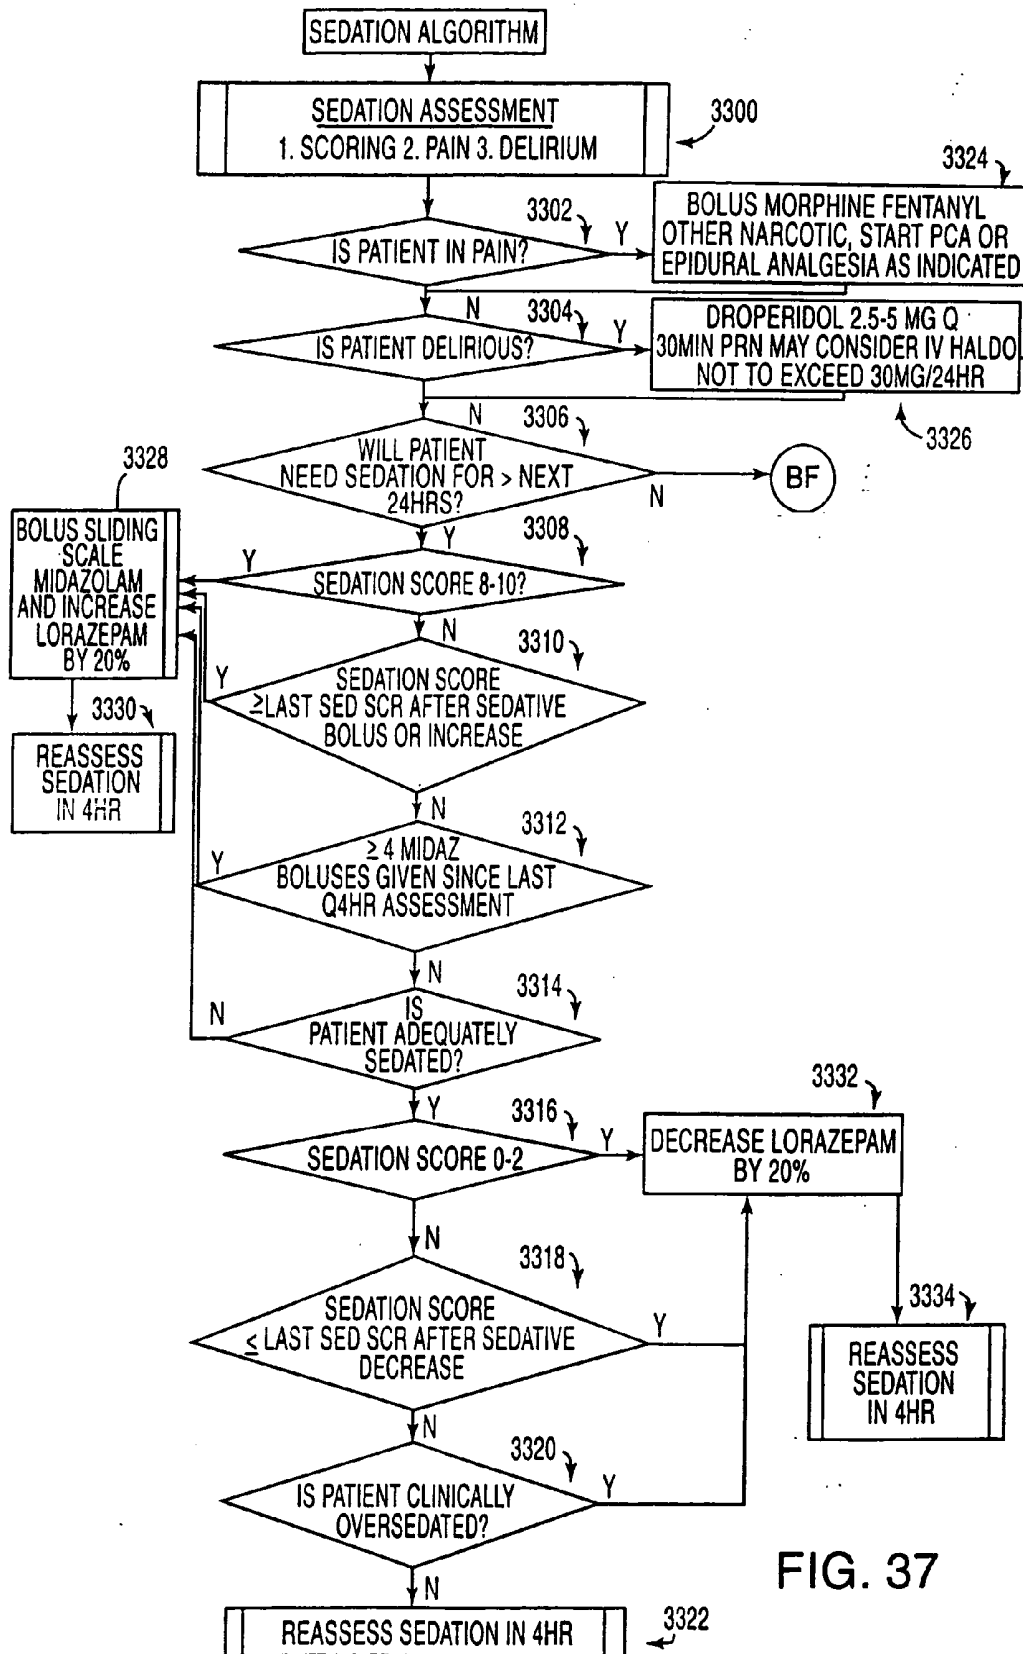 SEDATION ALGORITHM
SEDATION ASSESSMENT
1. SCORING 2. PAIN 3. DELIRIUM
3300
3302
IS PATIENT IN PAIN?
Y
3324
BOLUS MORPHINE FENTANYL
OTHER NARCOTIC, START PCA OR
EPIDURAL ANALGESIA AS INDICATED
N
3304
IS PATIENT DELIRIOUS?
Y
DROPERIDOL 2.5-5 MG Q
30MIN PRN MAY CONSIDER IV HALDO
NOT TO EXCEED 30MG/24HR
3326
N
3306
WILL PATIENT
NEED SEDATION FOR > NEXT
24HRS?
N
BF
Y
3328
BOLUS SLIDING
SCALE
MIDAZOLAM
AND INCREASE
LORAZEPAM
BY 20%
3308
Y
SEDATION SCORE 8-10?
N
3310
Y
SEDATION SCORE
≥LAST SED SCR AFTER SEDATIVE
BOLUS OR INCREASE
3330
REASSESS
SEDATION
IN 4HR
N
3312
Y
≥ 4 MIDAZ
BOLUSES GIVEN SINCE LAST
Q4HR ASSESSMENT
N
3314
N
IS
PATIENT ADEQUATELY
SEDATED?
Y
3316
SEDATION SCORE 0-2
Y
3332
DECREASE LORAZEPAM
BY 20%
N
3318
SEDATION SCORE
≤ LAST SED SCR AFTER SEDATIVE
DECREASE
Y
3334
REASSESS
SEDATION
IN 4HR
N
3320
IS PATIENT CLINICALLY
OVERSEDATED?
Y
N
REASSESS SEDATION IN 4HR
3322
FIG. 37